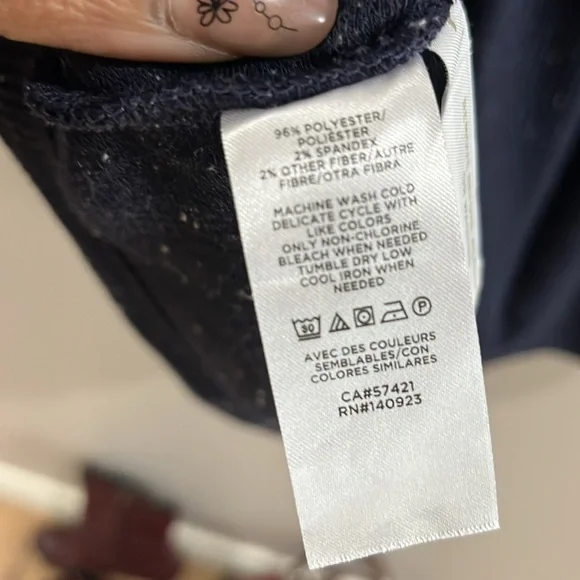 96% POLYESTER/
POLIÉSTER
2% SPANDEX
2% OTHER FIBER/AUTRE
FIBRE/OTRA FIBRA
MACHINE WASH COLD
DELICATE CYCLE WITH
LIKE COLORS
ONLY NON-CHLORINE
BLEACH WHEN NEEDED
TUMBLE DRY LOW
COOL IRON WHEN
NEEDED
30 P
AVEC DES COULEURS
SEMBLABLES/CON
COLORES SIMILARES
CA#57421
RN#140923